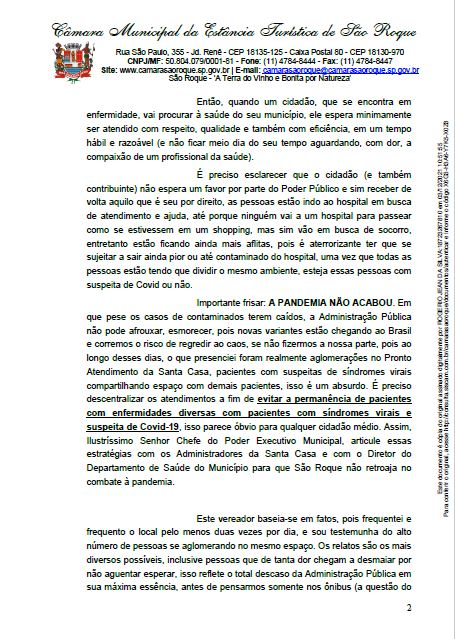 Câmara Municipal da Estância Turística de São Roque
Rua São Paulo, 355 - Jd. Renê - CEP 18135-125 - Caixa Postal 80 - CEP 18130-970
CNPJ/MF: 50.804.079/0001-81 - Fone: (11) 4784-8444 - Fax: (11) 4784-8447
Site: www.camarasaoroque.sp.gov.br | E-mail: camarasaoroque@camarasaoroque.sp.gov.br
São Roque - 'A Terra do Vinho e Bonita por Natureza'
Então, quando um cidadão, que se encontra em
enfermidade, vai procurar à saúde do seu município, ele espera minimamente
ser atendido com respeito, qualidade e também com eficiência, em um tempo
hábil e razoável (e não ficar meio dia do seu tempo aguardando, com dor, a
compaixão de um profissional da saúde).
É preciso esclarecer que o cidadão (e também
contribuinte) não espera um favor por parte do Poder Público e sim receber de
volta aquilo que é seu por direito, as pessoas estão indo ao hospital em busca
de atendimento e ajuda, até porque ninguém vai a um hospital para passear
como se estivessem em um shopping, mas sim vão em busca de socorro,
entretanto estão ficando ainda mais aflitas, pois é aterrorizante ter que se
sujeitar a sair ainda pior ou até contaminado do hospital, uma vez que todas as
pessoas estão tendo que dividir o mesmo ambiente, esteja essas pessoas com
suspeita de Covid ou não.
Importante frisar: A PANDEMIA NÃO ACABOU. Em
que pese os casos de contaminados terem caídos, a Administração Pública
não pode afrouxar, esmorecer, pois novas variantes estão chegando ao Brasil
e corremos o risco de regredir ao caos, se não fizermos a nossa parte, pois ao
longo desses dias, o que presenciei foram realmente aglomerações no Pronto
Atendimento da Santa Casa, pacientes com suspeitas de síndromes virais
compartilhando espaço com demais pacientes, isso é um absurdo. É preciso
descentralizar os atendimentos a fim de evitar a permanência de pacientes
com enfermidades diversas com pacientes com síndromes virais e
suspeita de Covid-19, isso parece óbvio para qualquer cidadão médio. Assim,
Ilustríssimo Senhor Chefe do Poder Executivo Municipal, articule essas
estratégias com os Administradores da Santa Casa e com o Diretor do
Departamento de Saúde do Município para que São Roque não retroaja no
combate à pandemia.
Este vereador baseia-se em fatos, pois frequentei e
frequento o local pelo menos duas vezes por dia, e sou testemunha do alto
número de pessoas se aglomerando no mesmo espaço. Os relatos são os mais
diversos possíveis, inclusive pessoas que de tanta dor chegam a desmaiar por
não aguentar esperar, isso reflete o total descaso da Administração Pública em
sua máxima essência, antes de pensarmos somente nos ônibus (a questão do
2
Este documento é cópia do original assinado digitalmente por ROGERIO JEAN DA SILVA
Para conferir o original, acesse